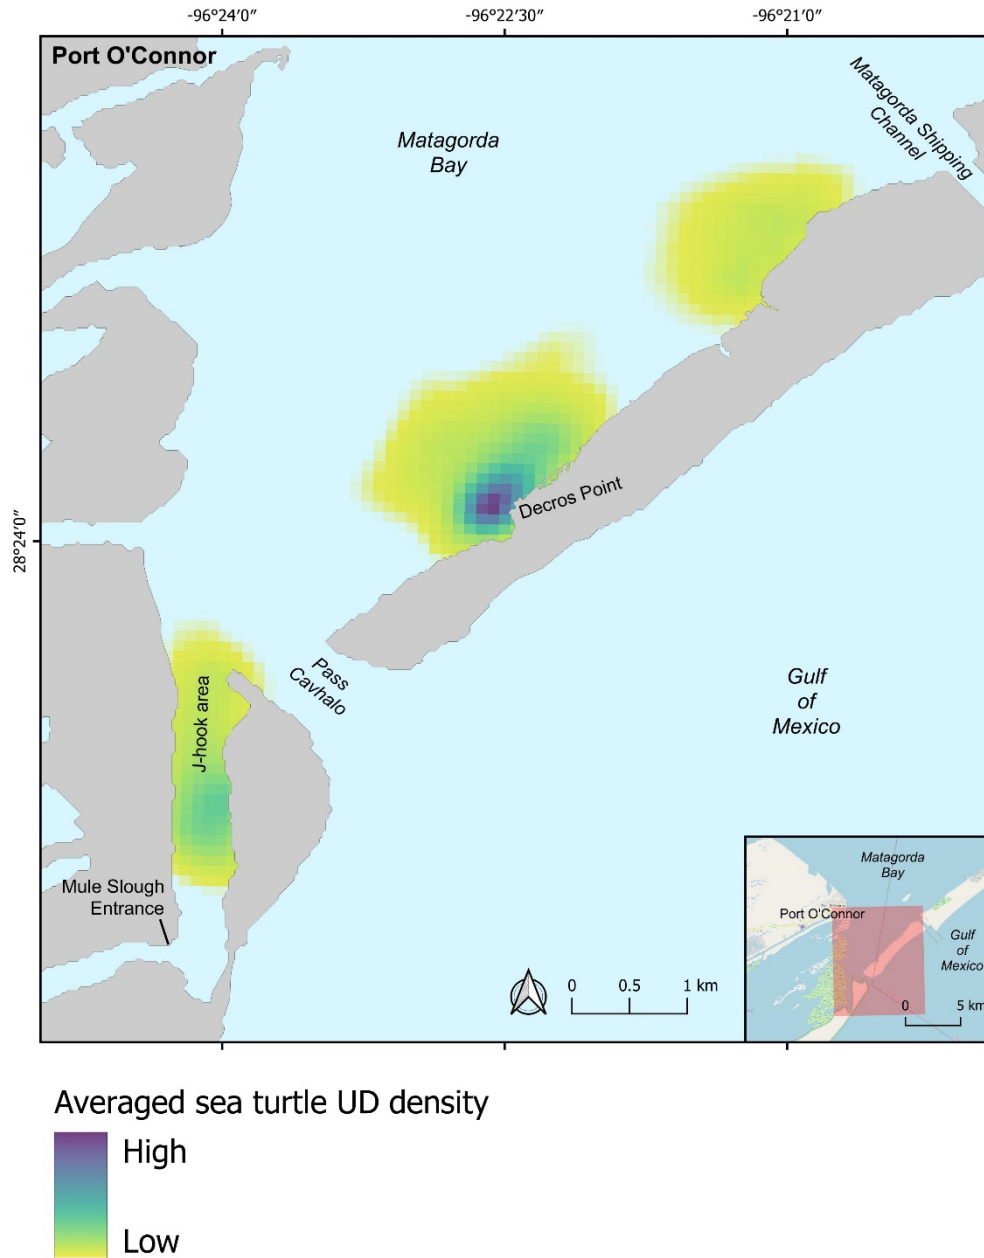 -96°24′0″
-96°22′30″
-96°21′0″
Port O'Connor
Matagorda
Bay
Matagorda Shipping
Channel
Decros Point
28°24′0″
Pass
Cavhalo
J-hook area
Gulf
of
Mexico
Mule Slough
Entrance
0 0.5 1 km
Matagorda
Bay
Port O'Connor
Gulf
of
Mexico
0 5 km
Averaged sea turtle UD density
High
Low